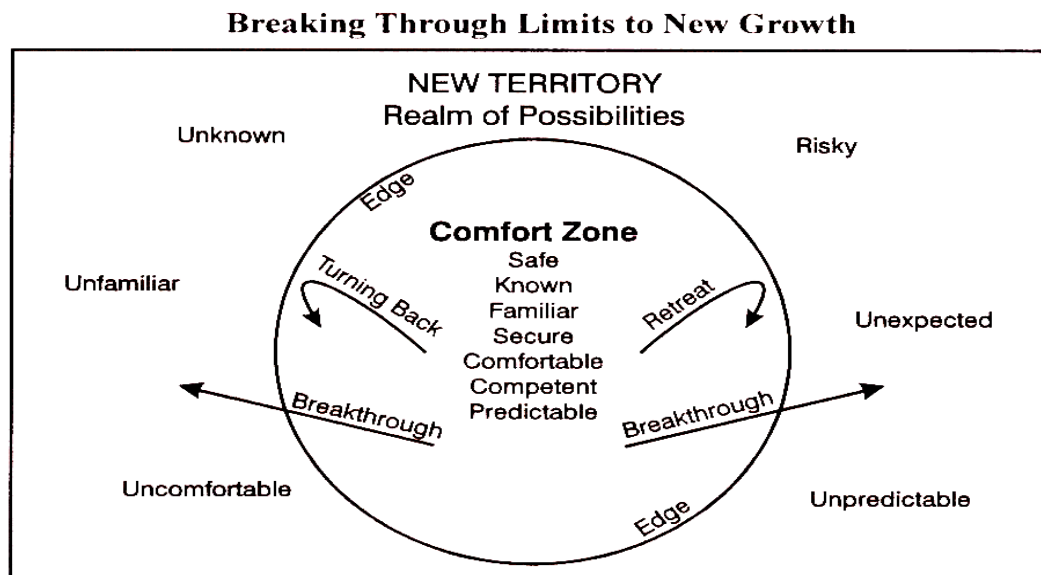 Breaking Through Limits to New Growth
NEW TERRITORY
Realm of Possibilities
Unknown
Risky
Edge
Comfort Zone
Safe
Known
Familiar
Secure
Comfortable
Competent
Predictable
Turning Back
Retreat
Unfamiliar
Unexpected
Breakthrough
Breakthrough
Uncomfortable
Unpredictable
Edge